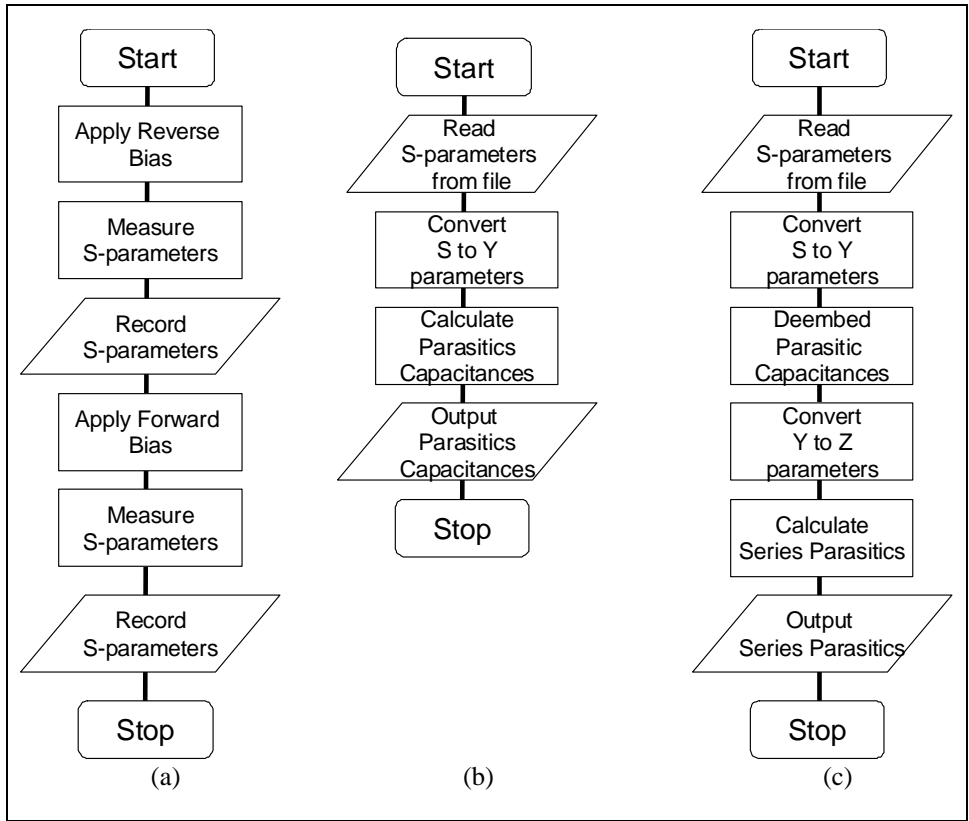 Start
Apply Reverse
Bias
Measure
S-parameters
Record
S-parameters
Apply Forward
Bias
Measure
S-parameters
Record
S-parameters
Stop
(a)
Start
Read
S-parameters
from file
Convert
S to Y
parameters
Calculate
Parasitics
Capacitances
Output
Parasitics
Capacitances
Stop
(b)
Start
Read
S-parameters
from file
Convert
S to Y
parameters
Deembed
Parasitic
Capacitances
Convert
Y to Z
parameters
Calculate
Series Parasitics
Output
Series Parasitics
Stop
(c)